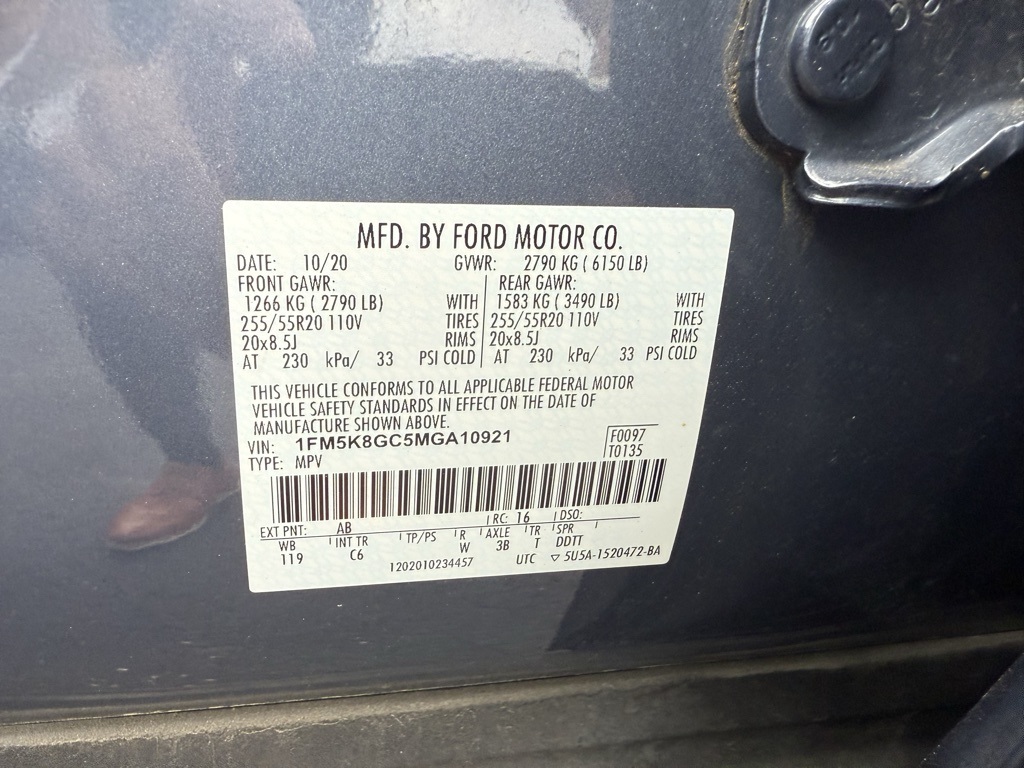 MFD. BY FORD MOTOR CO.
DATE: 10/20 GVWR: 2790 KG ( 6150 LB)
FRONT GAWR: REAR GAWR:
1266 KG ( 2790 LB) WITH 1583 KG ( 3490 LB) WITH
255/55R20 110V TIRES 255/55R20 110V TIRES
20x8.5J RIMS 20x8.5J RIMS
AT 230 kPa/ 33 PSI COLD AT 230 kPa/ 33 PSI COLD
THIS VEHICLE CONFORMS TO ALL APPLICABLE FEDERAL MOTOR
VEHICLE SAFETY STANDARDS IN EFFECT ON THE DATE OF
MANUFACTURE SHOWN ABOVE.
VIN: 1FM5K8GC5MGA10921 F0097
TYPE: MPV T0135
EXT PNT: AB RC: 16 DSO:
WB INT TR TP/PS R AXLE TR SPR
119 C6 W 3B T DDTT
1202010234457 UTC ▽ 5U5A-1520472-BA